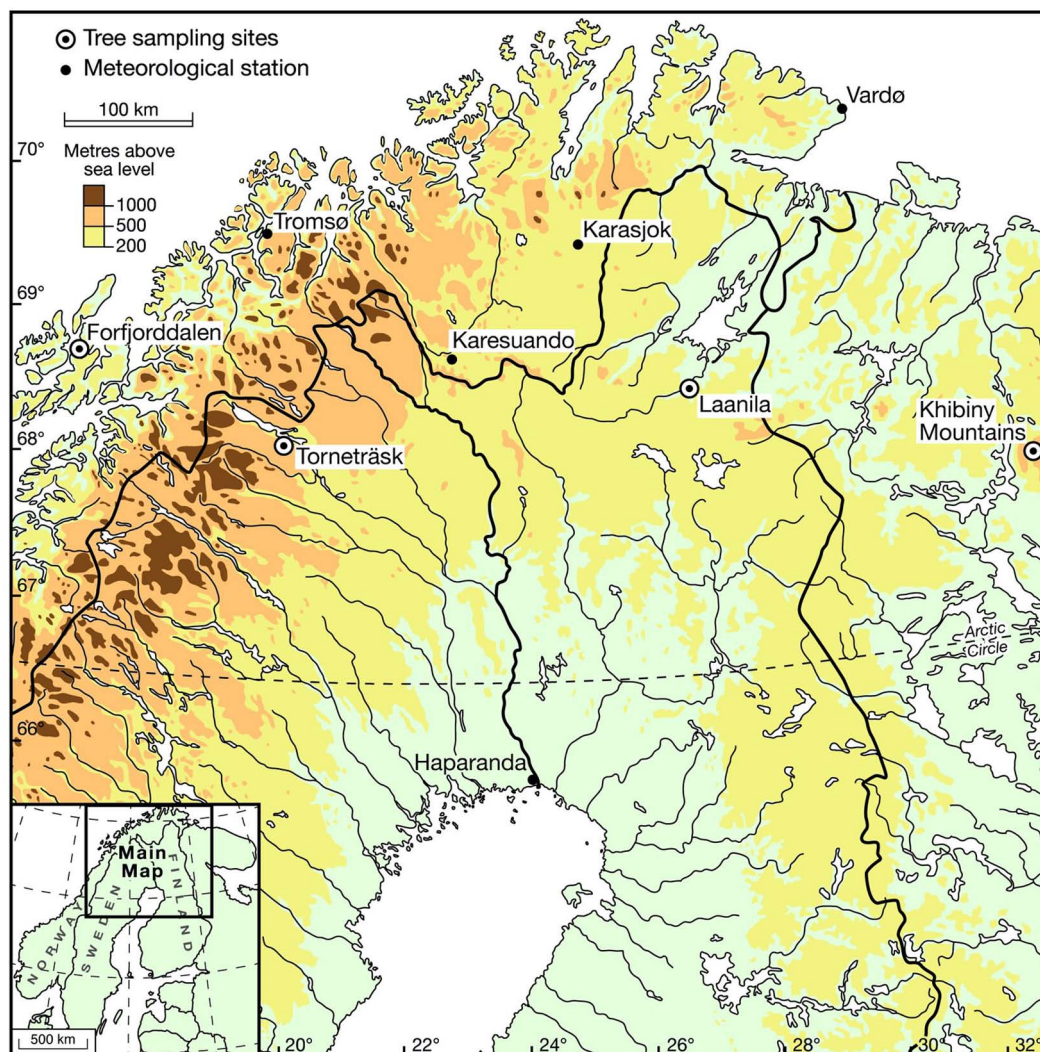 Tree sampling sites
Meteorological station
100 km
Metres above
sea level
1000
500
200
70°
69°
68°
67°
66°
Vardø
Tromsø
Karasjok
Forfjorddalen
Karesuando
Laanila
Khibiny
Mountains
Torneträsk
Arctic
Circle
Haparanda
Main
Map
NORWAY
SWEDEN
FINLAND
500 km
20°
22°
24
26
28
30
32°